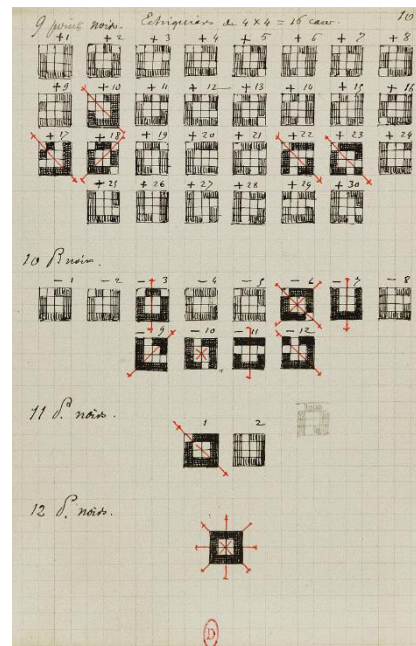 9 points noirs. Echiquiers de 4 × 4 = 16 cases. 10
+1 +2 +3 +4 +5 +6 +7 +8
+9 +10 +11 +12 +13 +14 +15 +16
+17 +18 +19 +20 +21 +22 +23 +24
+25 +26 +27 +28 +29 +30
10 P. noirs.
-1 -2 -3 -4 -5 -6 -7 -8
-9 -10 -11 -12
11 P. noirs.
1 2
12 P. noirs.
D